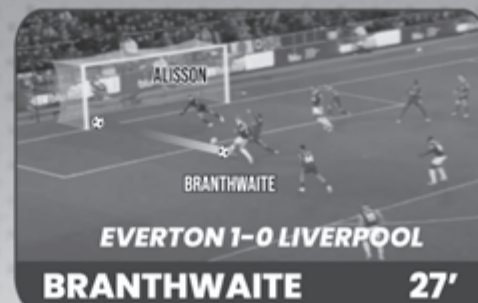 ALISSON
BRANTHWAITE
EVERTON 1-0 LIVERPOOL
BRANTHWAITE 27'